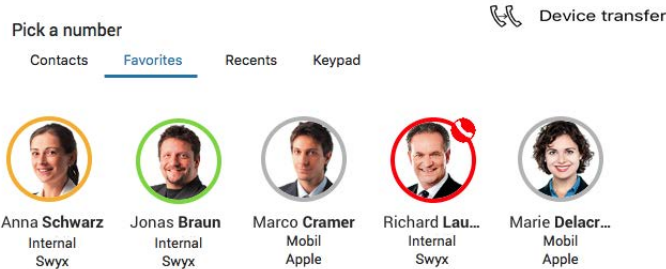 Device transfer
Pick a number
Contacts Favorites Recents Keypad
Anna Schwarz Jonas Braun Marco Cramer Richard Lau... Marie Delacr...
Internal Internal Mobil Internal Mobil
Swyx Swyx Apple Swyx Apple